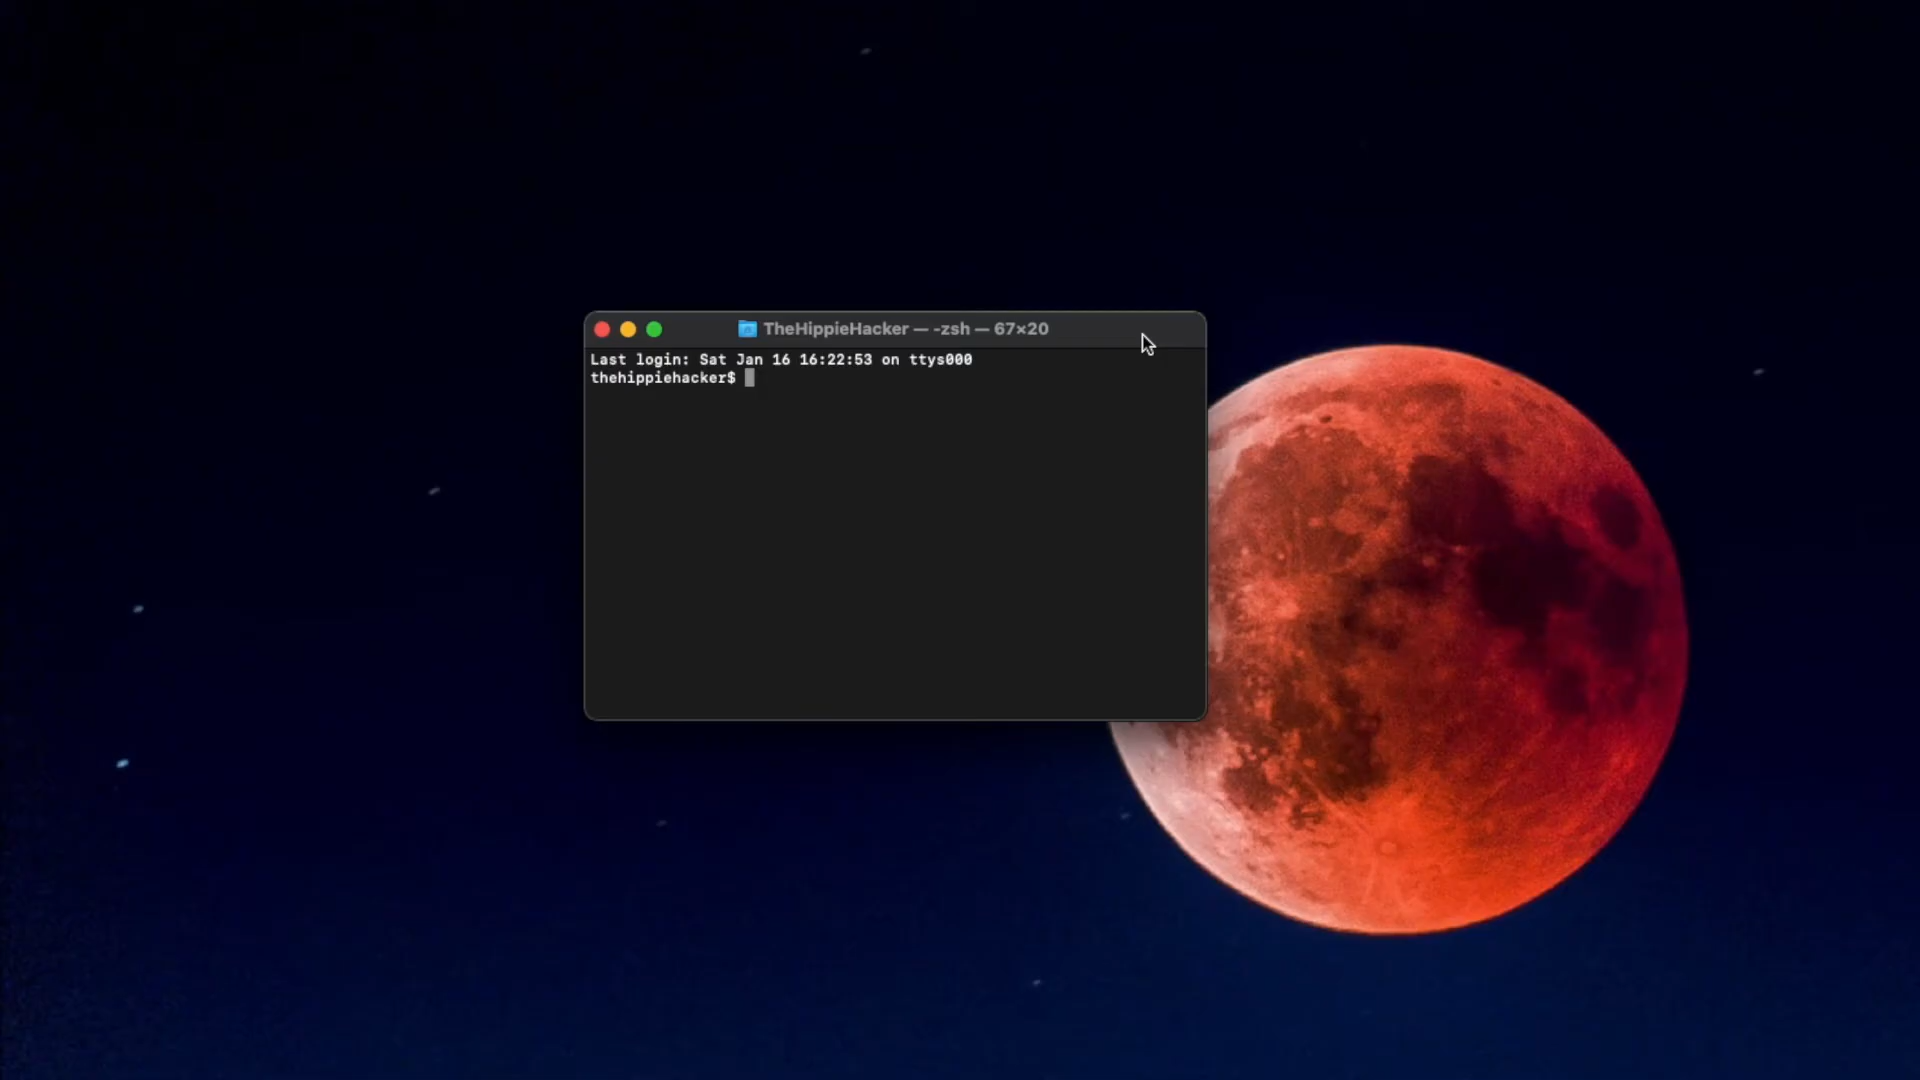 TheHippieHacker — -zsh — 67×20
Last login: Sat Jan 16 16:22:53 on ttys000
thehippiehacker$